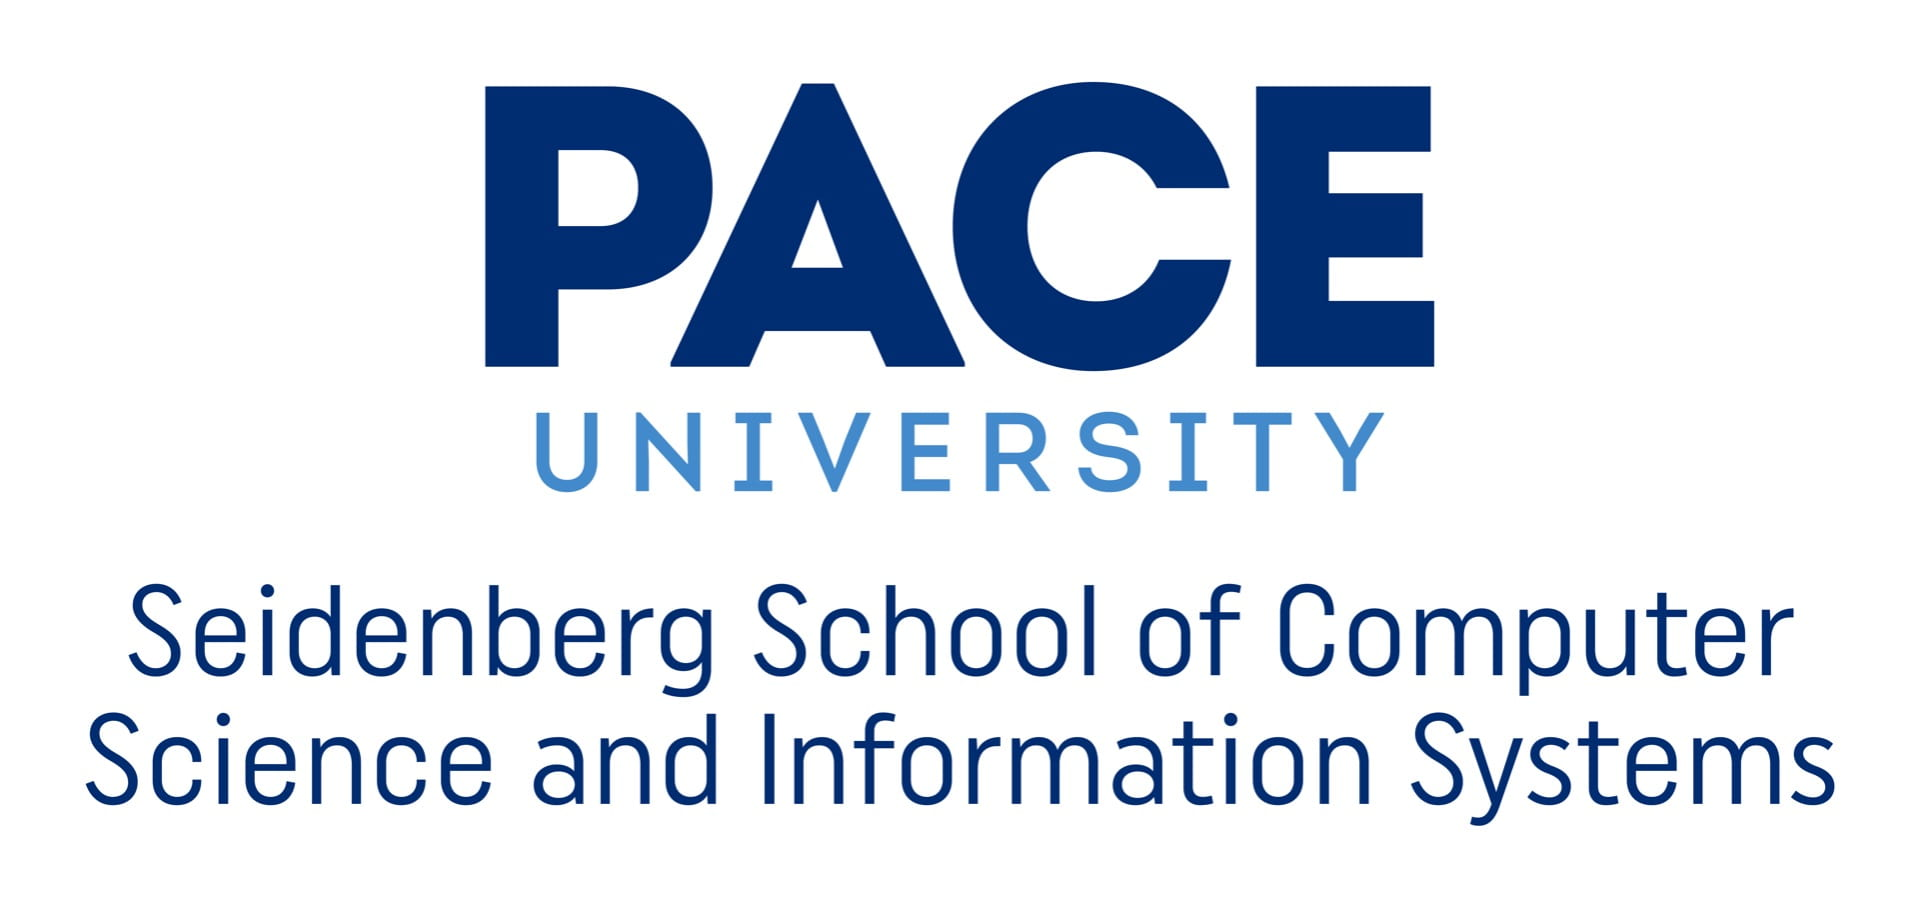 PACE
UNIVERSITY
Seidenberg School of Computer
Science and Information Systems